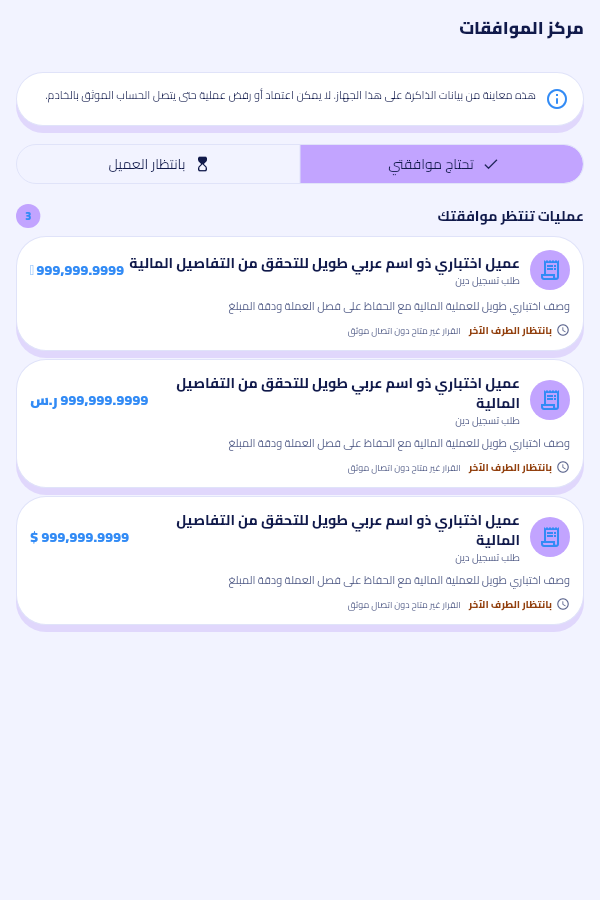 مركز الموافقات
هذه معاينة من بيانات الذاكرة على هذا الجهاز. لا يمكن اعتماد أو رفض عملية حتى يتصل الحساب الموثق بالخادم.
تحتاج موافقتي
بانتظار العميل
عمليات تنتظر موافقتك
3
عميل اختباري ذو اسم عربي طويل للتحقق من التفاصيل المالية
999,999.9999
طلب تسجيل دين
وصف اختباري طويل للعملية المالية مع الحفاظ على فصل العملة ودقة المبلغ
بانتظار الطرف الآخر القرار غير متاح دون اتصال موثق
عميل اختباري ذو اسم عربي طويل للتحقق من التفاصيل
المالية
999,999.9999 ر.س
طلب تسجيل دين
وصف اختباري طويل للعملية المالية مع الحفاظ على فصل العملة ودقة المبلغ
بانتظار الطرف الآخر القرار غير متاح دون اتصال موثق
عميل اختباري ذو اسم عربي طويل للتحقق من التفاصيل
المالية
999,999.9999 $
طلب تسجيل دين
وصف اختباري طويل للعملية المالية مع الحفاظ على فصل العملة ودقة المبلغ
بانتظار الطرف الآخر القرار غير متاح دون اتصال موثق